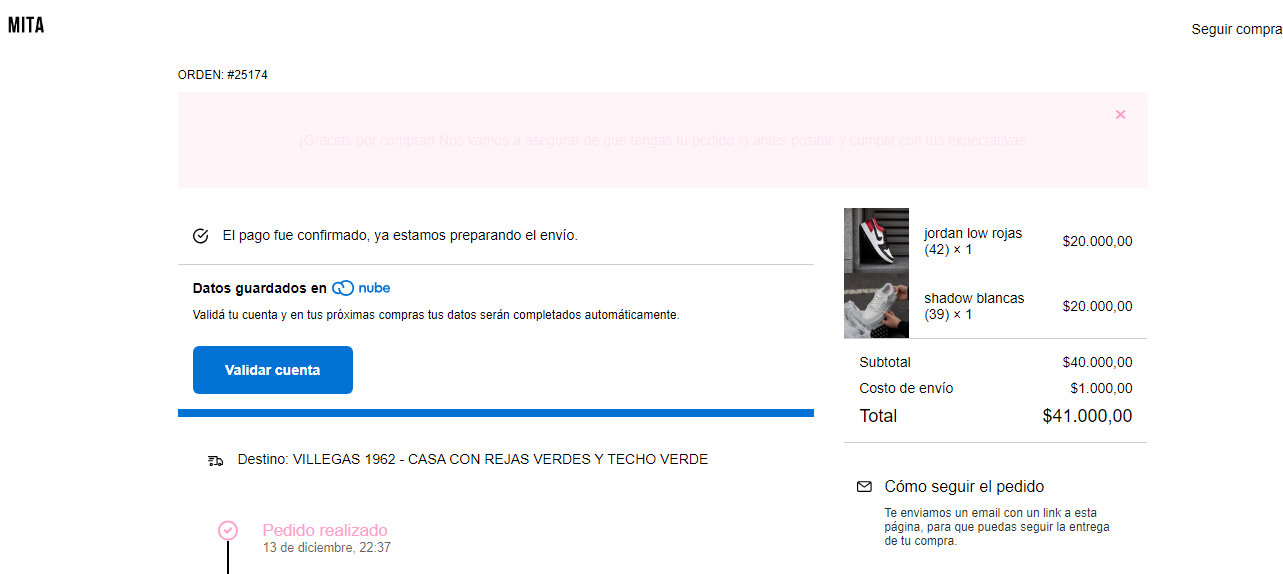 MITA
Seguir compra
ORDEN: #25174
¡Gracias por comprar! Nos vamos a asegurar de que tengas tu pedido lo antes posible y cumplir con tus expectativas
El pago fue confirmado, ya estamos preparando el envío.
Datos guardados en nube
Validá tu cuenta y en tus próximas compras tus datos serán completados automáticamente.
Validar cuenta
Destino: VILLEGAS 1962 - CASA CON REJAS VERDES Y TECHO VERDE
Pedido realizado
13 de diciembre, 22:37
jordan low rojas
(42) × 1 $20.000,00
shadow blancas
(39) × 1 $20.000,00
Subtotal $40.000,00
Costo de envío $1.000,00
Total $41.000,00
Cómo seguir el pedido
Te enviamos un email con un link a esta
página, para que puedas seguir la entrega
de tu compra.